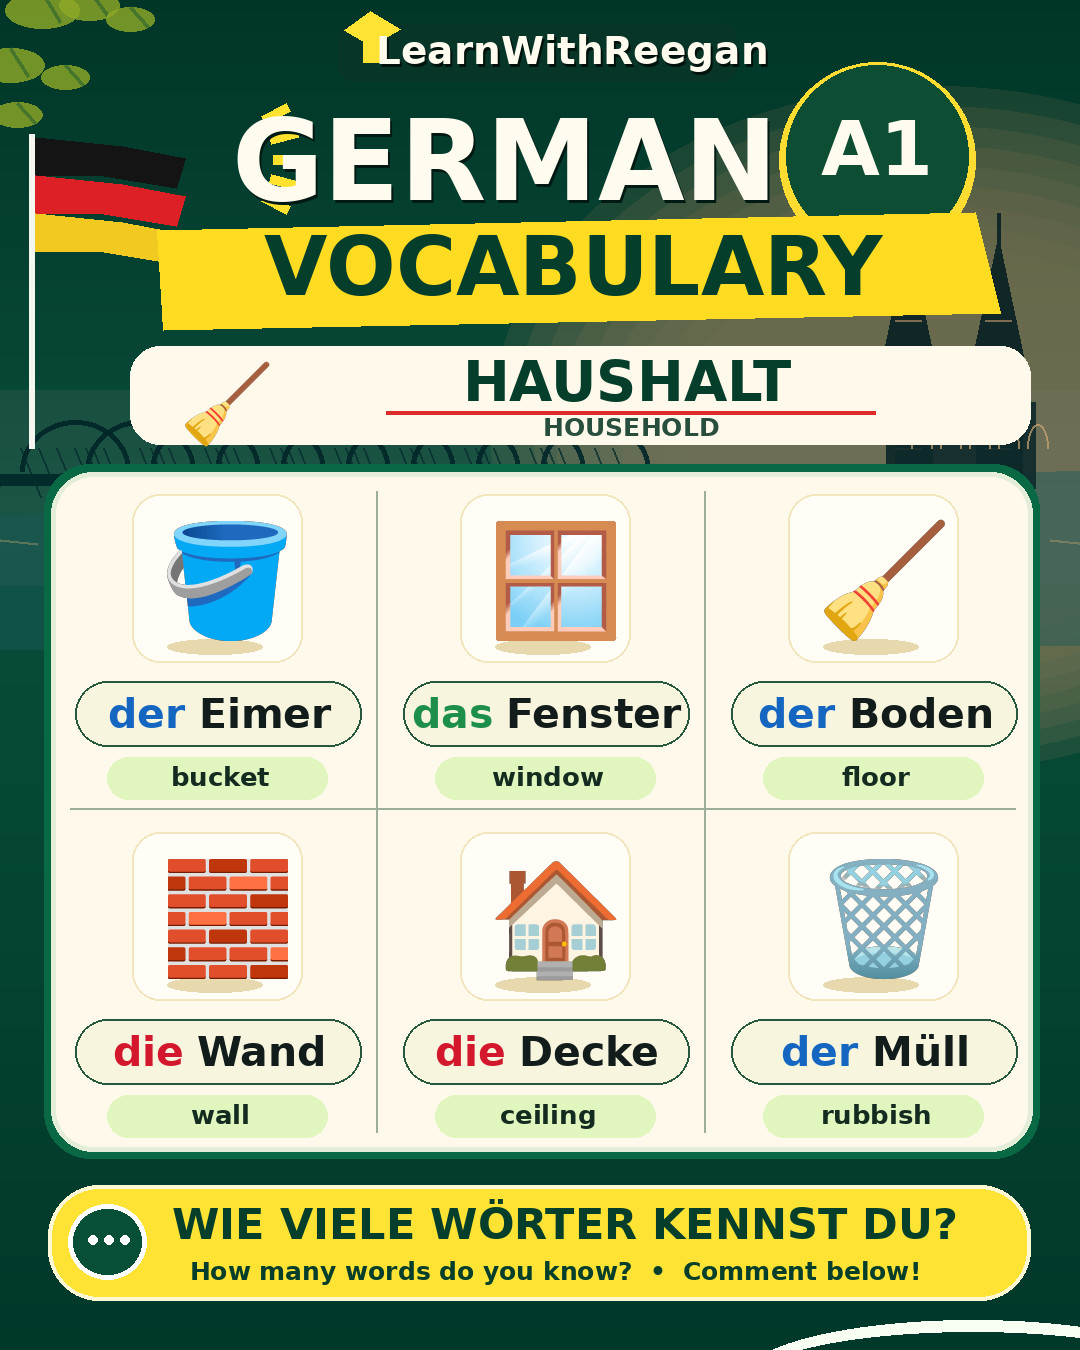 LearnWithReegan
GERMAN
A1
VOCABULARY
HAUSHALT
HOUSEHOLD
der Eimer
das Fenster
der Boden
bucket
window
floor
die Wand
die Decke
der Müll
wall
ceiling
rubbish
WIE VIELE WÖRTER KENNST DU?
How many words do you know? • Comment below!